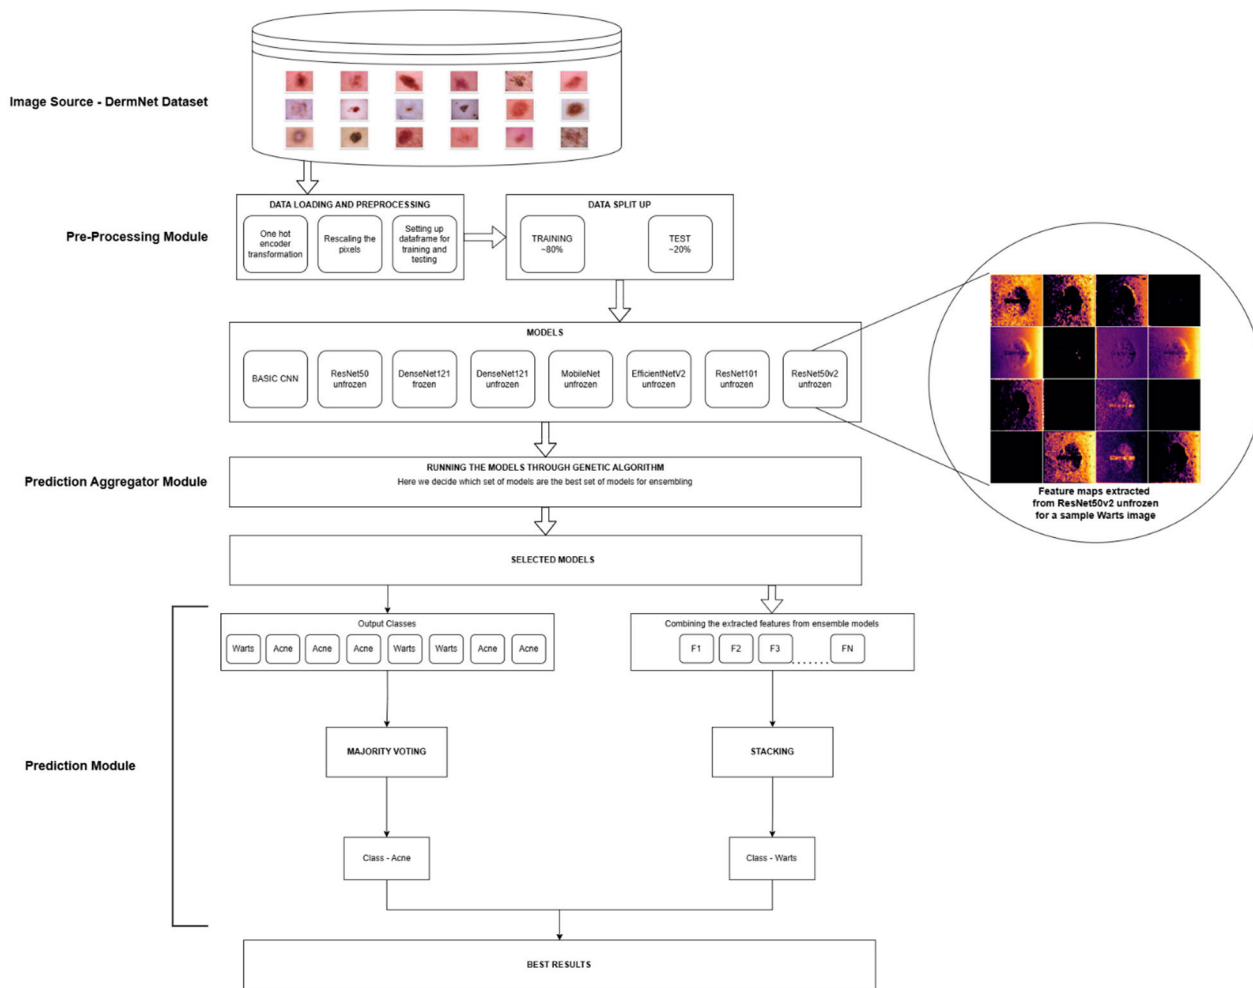 Image Source - DermNet Dataset
Pre-Processing Module
DATA LOADING AND PREPROCESSING
One hot
encoder
transformation
Rescaling the
pixels
Setting up
dataframe for
training and
testing
DATA SPLIT UP
TRAINING
~80%
TEST
~20%
MODELS
BASIC CNN
ResNet50
unfrozen
DenseNet121
frozen
DenseNet121
unfrozen
MobileNet
unfrozen
EfficientNetV2
unfrozen
ResNet101
unfrozen
ResNet50v2
unfrozen
Feature maps extracted
from ResNet50v2 unfrozen
for a sample Warts image
Prediction Aggregator Module
RUNNING THE MODELS THROUGH GENETIC ALGORITHM
Here we decide which set of models are the best set of models for ensembling
SELECTED MODELS
Prediction Module
Output Classes
Warts
Acne
Acne
Acne
Warts
Warts
Acne
Acne
Combining the extracted features from ensemble models
F1
F2
F3
.......
FN
MAJORITY VOTING
STACKING
Class - Acne
Class - Warts
BEST RESULTS